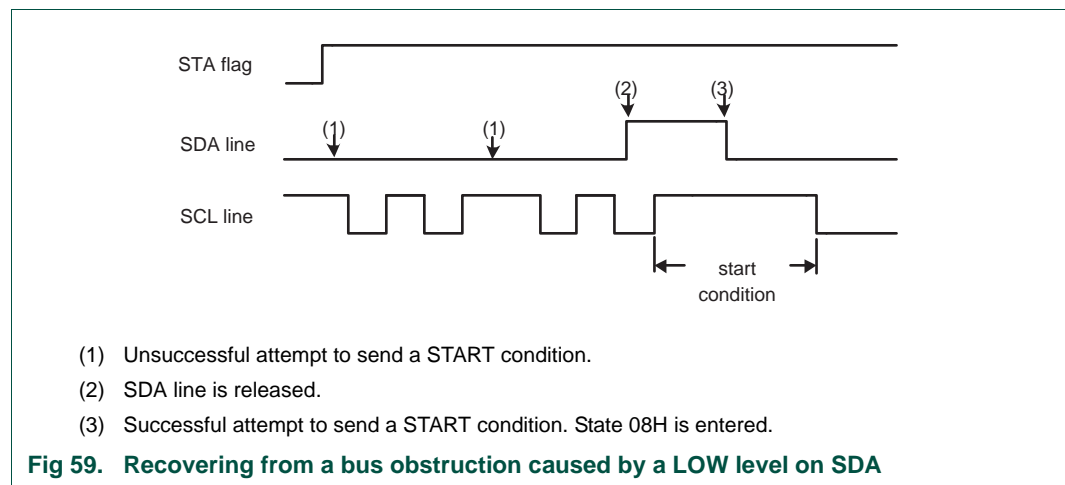 STA flag
(2) (3)
(1) (1)
SDA line
SCL line
start
condition
(1) Unsuccessful attempt to send a START condition.
(2) SDA line is released.
(3) Successful attempt to send a START condition. State 08H is entered.
Fig 59. Recovering from a bus obstruction caused by a LOW level on SDA